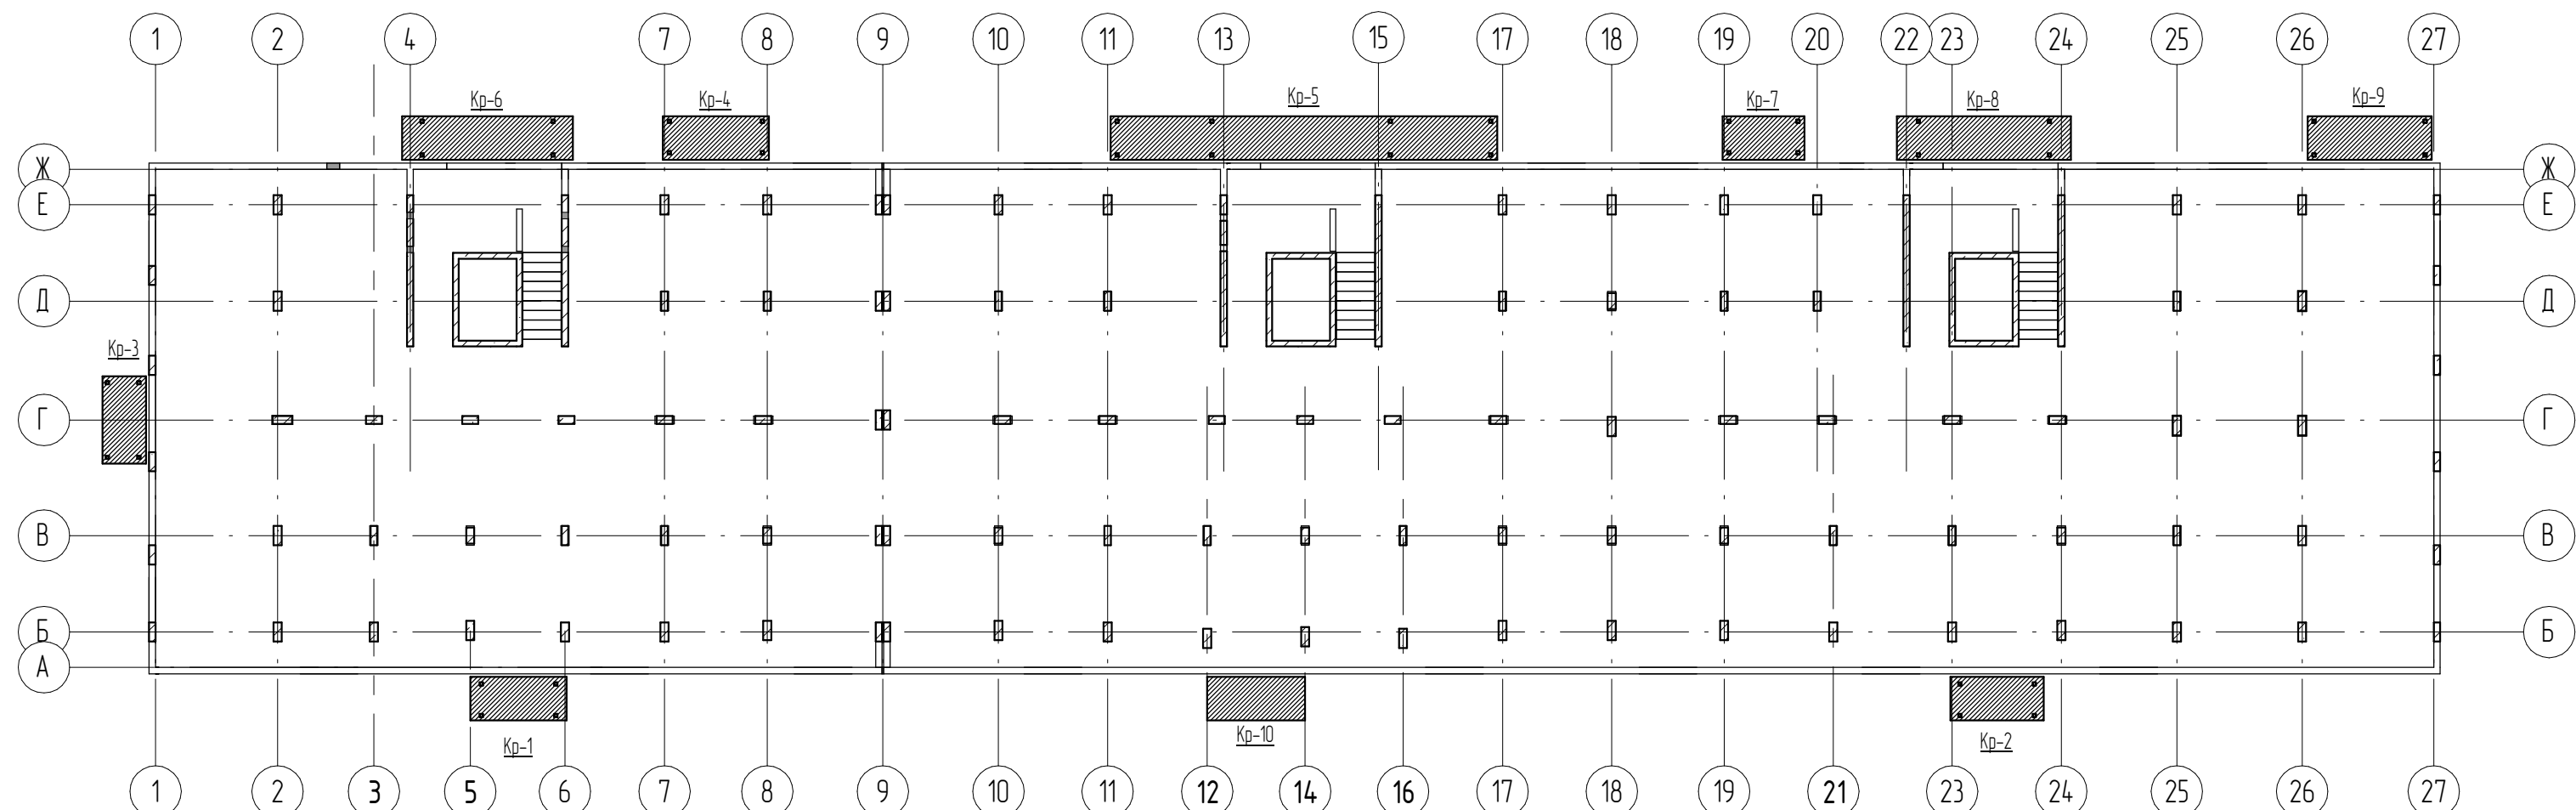 1 2 4 7 8 9 10 11 13 15 17 18 19 20 22 23 24 25 26 27
Кр-6 Кр-4 Кр-5 Кр-7 Кр-8 Кр-9
Ж Ж
Е Е
Д Д
Кр-3
Г Г
В В
Б Б
А
Кр-1 Кр-10 Кр-2
1 2 3 5 6 7 8 9 10 11 12 14 16 17 18 19 21 23 24 25 26 27